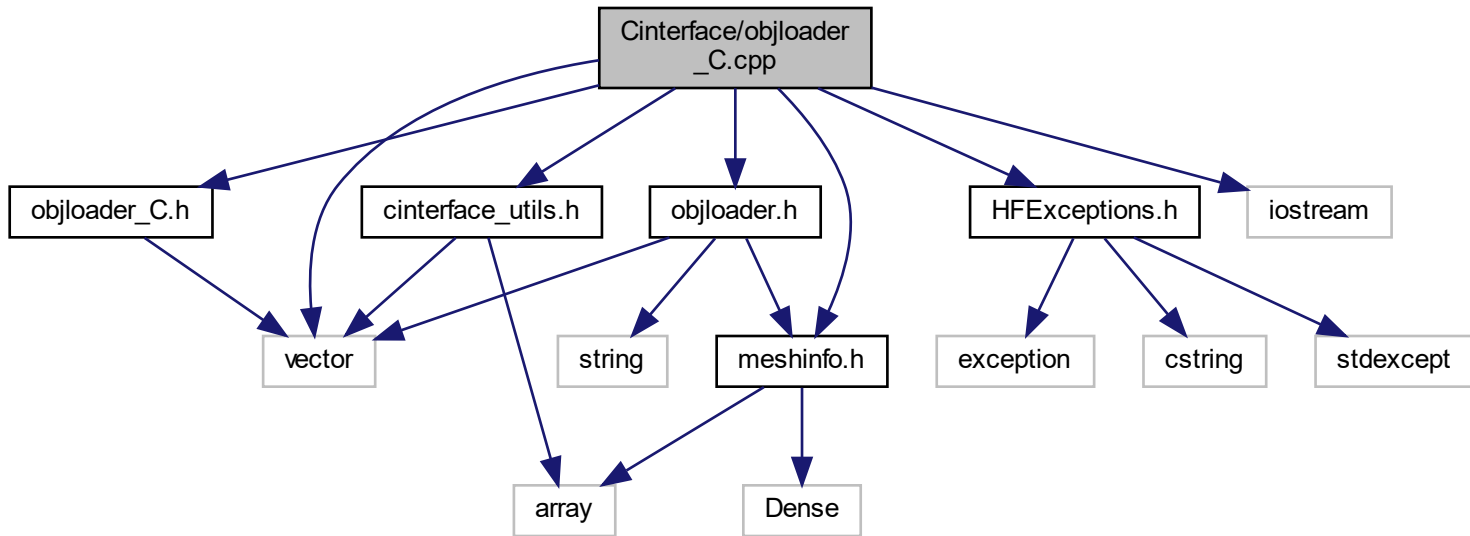 Cinterface/objloader
_C.cpp
objloader_C.h
cinterface_utils.h
objloader.h
HFExceptions.h
iostream
vector
string
meshinfo.h
exception
cstring
stdexcept
array
Dense